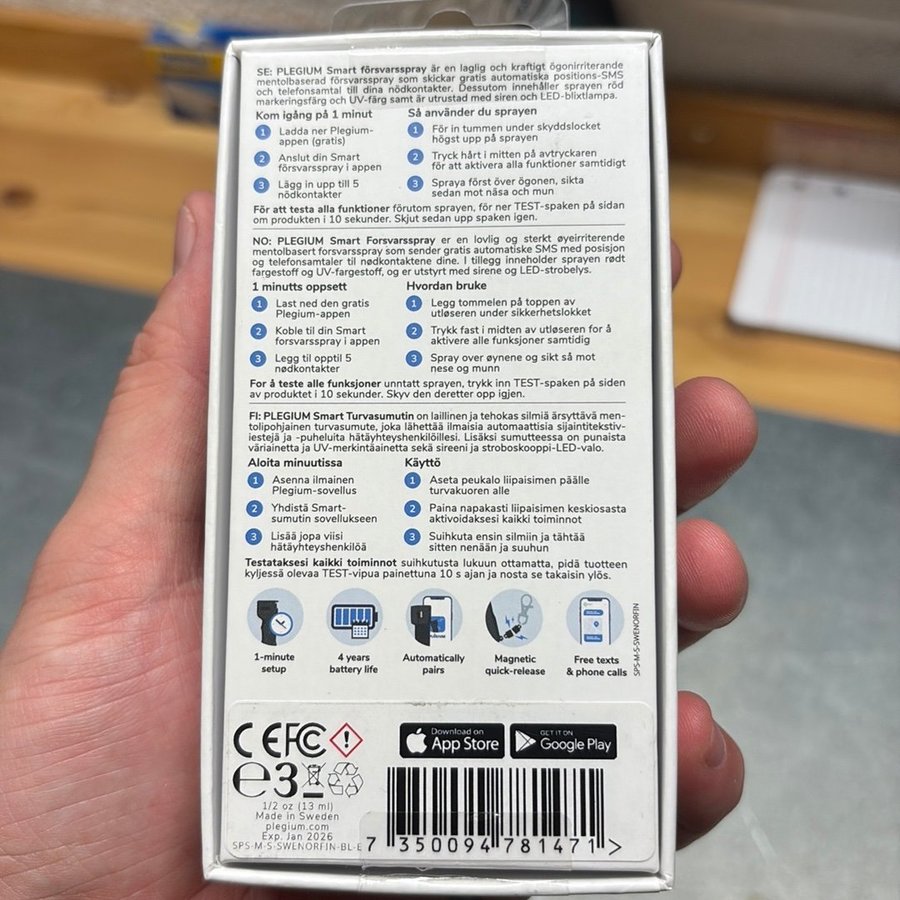 SE: PLEGIUM Smart försvarsspray är en laglig och kraftigt ögonirriterande
mentolbaserad försvarsspray som skickar gratis automatiska positions-SMS
och telefonsamtal till dina nödkontakter. Dessutom innehåller sprayen röd
markeringsfärg och UV-färg samt är utrustad med siren och LED-blixtlampa.
Kom igång på 1 minut
1 Ladda ner Plegium-
appen (gratis)
2 Anslut din Smart
försvarsspray i appen
3 Lägg in upp till 5
nödkontakter
Så använder du sprayen
1 För in tummen under skyddslocket
högst upp på sprayen
2 Tryck hårt i mitten på avtryckaren
för att aktivera alla funktioner samtidigt
3 Spraya först över ögonen, sikta
sedan mot näsa och mun
För att testa alla funktioner förutom sprayen, för ner TEST-spaken på sidan
om produkten i 10 sekunder. Skjut sedan upp spaken igen.
NO: PLEGIUM Smart Forsvarsspray er en lovlig og sterkt øyeirriterende
mentolbasert forsvarsspray som sender gratis automatiske SMS med posisjon
og telefonsamtaler til nødkontaktene dine. I tillegg inneholder sprayen rødt
fargestoff og UV-fargestoff, og er utstyrt med sirene og LED-strobelys.
1 minutts oppsett
1 Last ned den gratis
Plegium-appen
2 Koble til din Smart
forsvarsspray i appen
3 Legg til opptil 5
nødkontakter
Hvordan bruke
1 Legg tommelen på toppen av
utløseren under sikkerhetslokket
2 Trykk fast i midten av utløseren for å
aktivere alle funksjoner samtidig
3 Spray over øynene og sikt så mot
nese og munn
For å teste alle funksjoner unntatt sprayen, trykk inn TEST-spaken på siden
av produktet i 10 sekunder. Skyv den deretter opp igjen.
FI: PLEGIUM Smart Turvasumutin on laillinen ja tehokas silmiä ärsyttävä men-
tolipohjainen turvasumute, joka lähettää ilmaisia automaattisia sijaintitekstiv-
iestejä ja -puheluita hätäyhteyshenkilöillesi. Lisäksi sumutteessa on punaista
väriainetta ja UV-merkintäainetta sekä sireeni ja stroboskooppi-LED-valo.
Aloita minuutissa
1 Asenna ilmainen
Plegium-sovellus
2 Yhdistä Smart-
sumutin sovellukseen
3 Lisää jopa viisi
hätäyhteyshenkilöä
Käyttö
1 Aseta peukalo liipaisimen päälle
turvakuoren alle
2 Paina napakasti liipaisimen keskiosasta
aktivoidaksesi kaikki toiminnot
3 Suihkuta ensin silmiin ja tähtää
sitten nenään ja suuhun
Testataksesi kaikki toiminnot suihkutusta lukuun ottamatta, pidä tuotteen
kyljessä olevaa TEST-vipua painettuna 10 s ajan ja nosta se takaisin ylös.
1-minute
setup
4 years
battery life
Automatically
pairs
Magnetic
quick-release
Free texts
& phone calls
SPS-M-S-SWENORFIN
CE FC
e3
1/2 oz (13 ml)
Made in Sweden
plegium.com
Exp. Jan 2026
SPS-M-S-SWENORFIN-BL-E
Download on
App Store
GET IT ON
Google Play
7 350094 781471 >